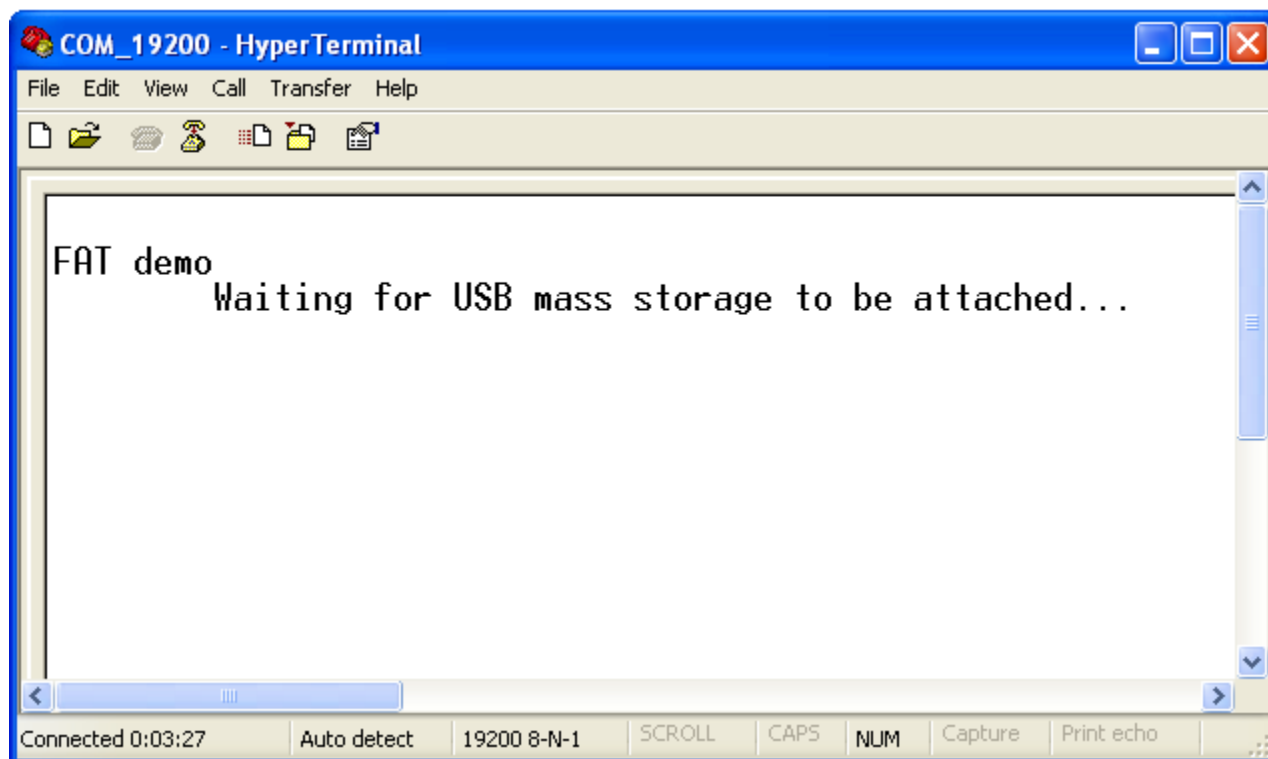 COM_19200 - HyperTerminal
File Edit View Call Transfer Help
FAT demo
Waiting for USB mass storage to be attached...
Connected 0:03:27 Auto detect 19200 8-N-1 SCROLL CAPS NUM Capture Print echo